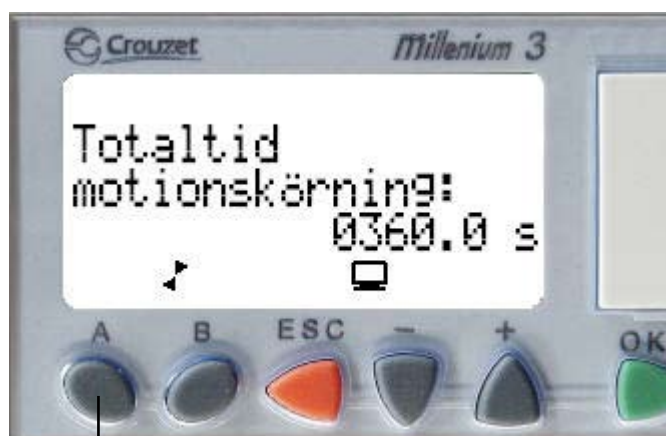 Crouzet
Millenium 3
Totaltid
motionskörning:
0360.0 s
A B ESC - + OK